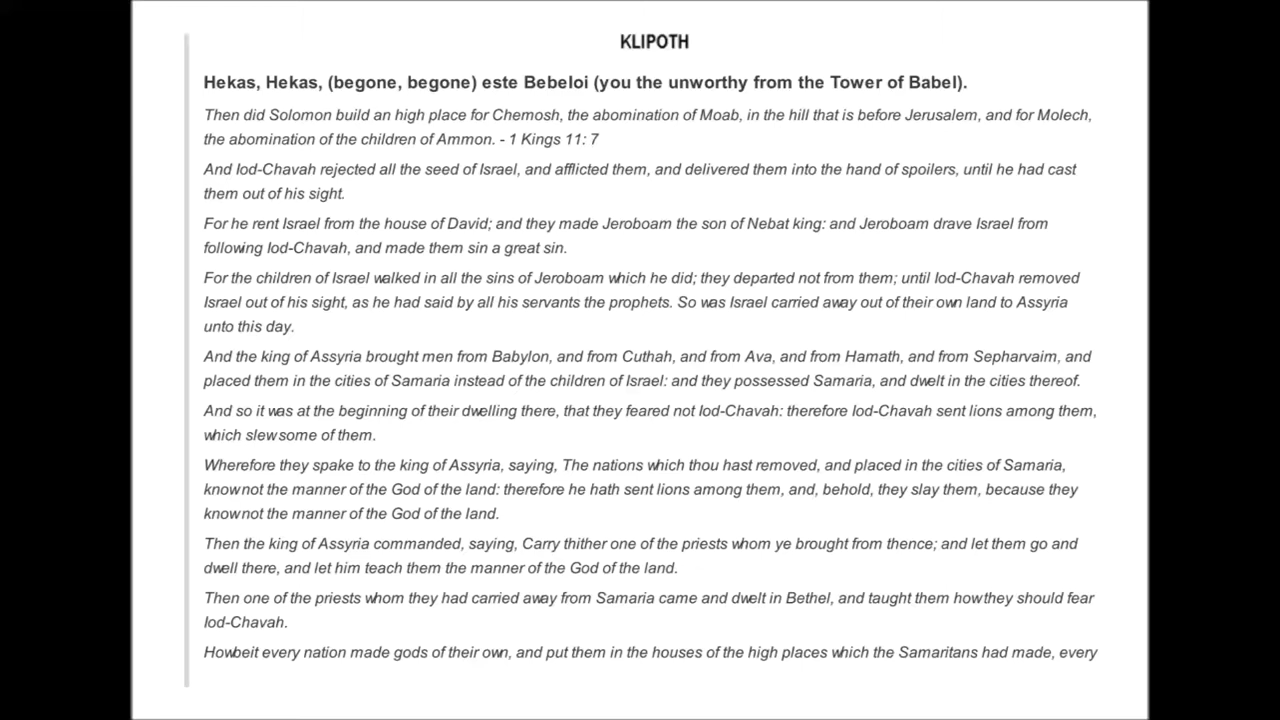 KLIPOTH
Hekas, Hekas, (begone, begone) este Bebeloi (you the unworthy from the Tower of Babel).
Then did Solomon build an high place for Chemosh, the abomination of Moab, in the hill that is before Jerusalem, and for Molech,
the abomination of the children of Ammon. - 1 Kings 11: 7
And Iod-Chavah rejected all the seed of Israel, and afflicted them, and delivered them into the hand of spoilers, until he had cast
them out of his sight.
For he rent Israel from the house of David; and they made Jeroboam the son of Nebat king: and Jeroboam drave Israel from
following Iod-Chavah, and made them sin a great sin.
For the children of Israel walked in all the sins of Jeroboam which he did; they departed not from them; until Iod-Chavah removed
Israel out of his sight, as he had said by all his servants the prophets. So was Israel carried away out of their own land to Assyria
unto this day.
And the king of Assyria brought men from Babylon, and from Cuthah, and from Ava, and from Hamath, and from Sepharvaim, and
placed them in the cities of Samaria instead of the children of Israel: and they possessed Samaria, and dwelt in the cities thereof.
And so it was at the beginning of their dwelling there, that they feared not Iod-Chavah: therefore Iod-Chavah sent lions among them,
which slew some of them.
Wherefore they spake to the king of Assyria, saying, The nations which thou hast removed, and placed in the cities of Samaria,
know not the manner of the God of the land: therefore he hath sent lions among them, and, behold, they slay them, because they
know not the manner of the God of the land.
Then the king of Assyria commanded, saying, Carry thither one of the priests whom ye brought from thence; and let them go and
dwell there, and let him teach them the manner of the God of the land.
Then one of the priests whom they had carried away from Samaria came and dwelt in Bethel, and taught them how they should fear
Iod-Chavah.
Howbeit every nation made gods of their own, and put them in the houses of the high places which the Samaritans had made, every